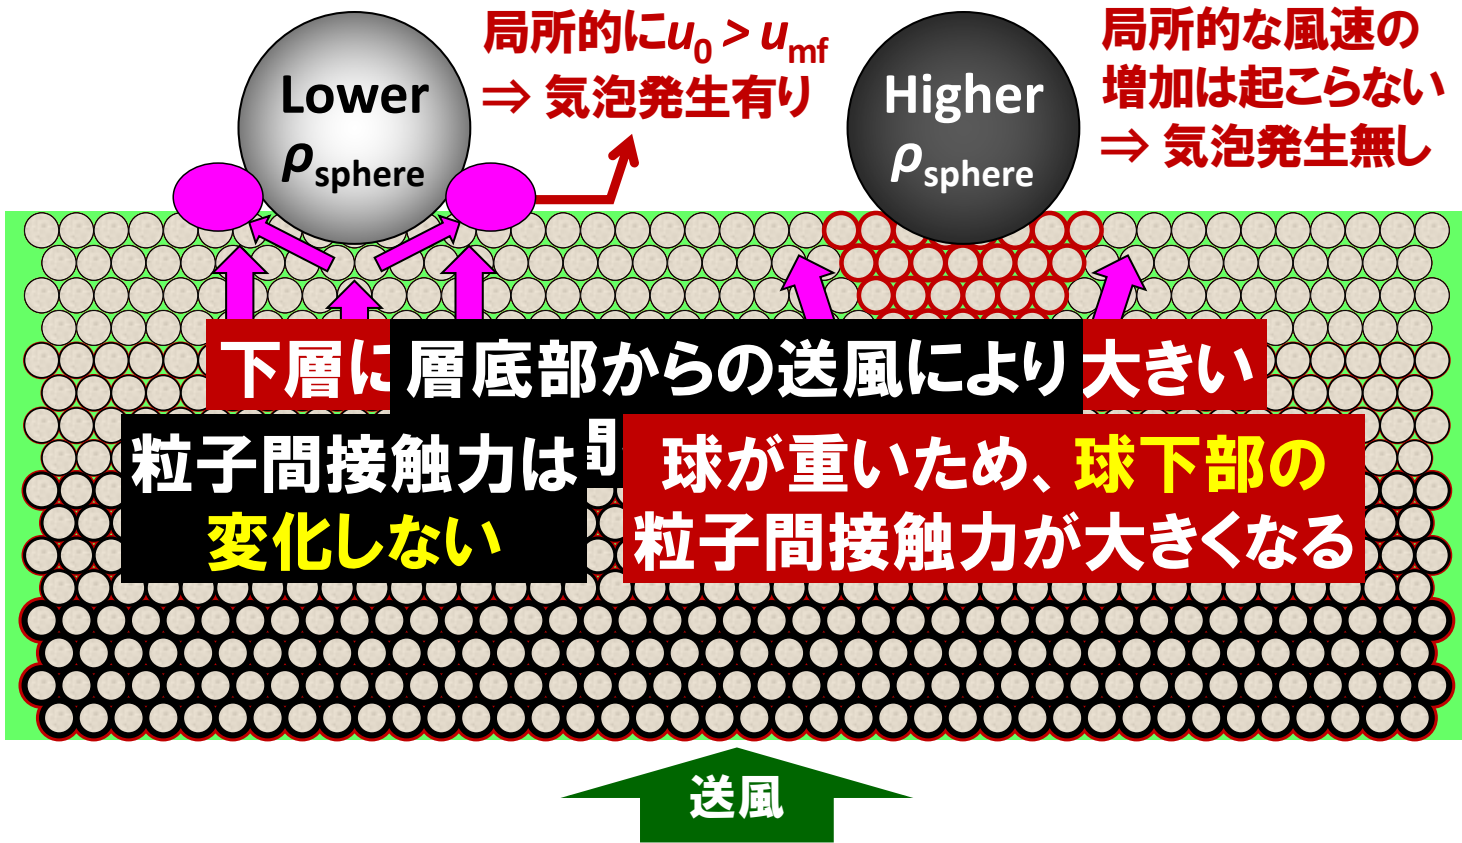 Lower
ρsphere
局所的にu0 > umf
⇒ 気泡発生有り
Higher
ρsphere
局所的な風速の
増加は起こらない
⇒ 気泡発生無し
下層に
層底部からの送風により
大きい
間
粒子間接触力は
変化しない
球が重いため、球下部の
粒子間接触力が大きくなる
送風